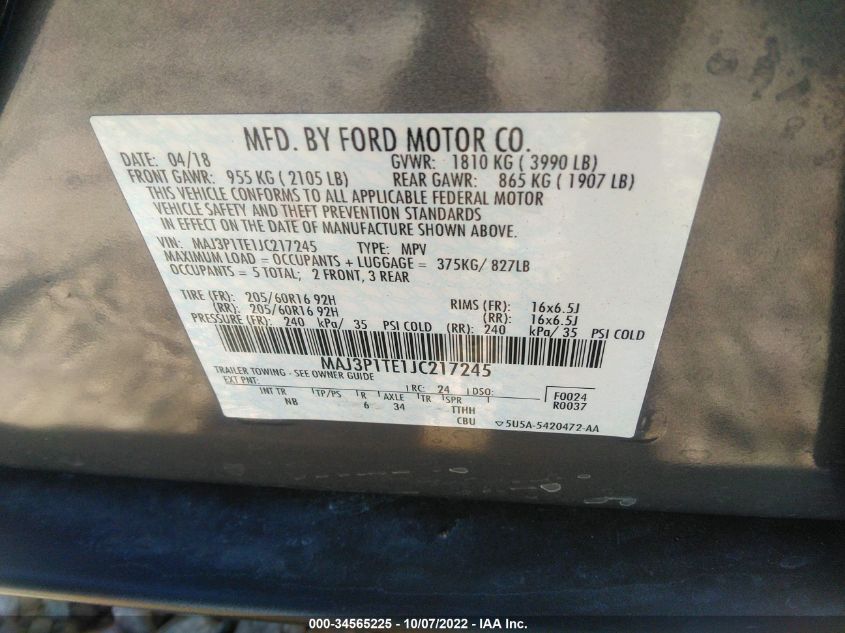 MFD. BY FORD MOTOR CO.
DATE: 04/18 GVWR: 1810 KG ( 3990 LB)
FRONT GAWR: 955 KG ( 2105 LB) REAR GAWR: 865 KG ( 1907 LB)
THIS VEHICLE CONFORMS TO ALL APPLICABLE FEDERAL MOTOR
VEHICLE SAFETY AND THEFT PREVENTION STANDARDS
IN EFFECT ON THE DATE OF MANUFACTURE SHOWN ABOVE.
VIN: MAJ3P1TE1JC217245 TYPE: MPV
MAXIMUM LOAD = OCCUPANTS + LUGGAGE = 375KG/ 827LB
OCCUPANTS = 5 TOTAL; 2 FRONT, 3 REAR
TIRE (FR): 205/60R16 92H RIMS (FR): 16x6.5J
(RR): 205/60R16 92H (RR): 16x6.5J
PRESSURE (FR): 240 kPa/ 35 PSI COLD (RR): 240 kPa/ 35 PSI COLD
MAJ3P1TE1JC217245
TRAILER TOWING - SEE OWNER GUIDE
EXT PNT: RC: 24 DSO: F0024
INT TR TP/PS R AXLE TR SPR R0037
NB 6 34 TTHH
CBU 5U5A-5420472-AA
000-34565225 - 10/07/2022 - IAA Inc.